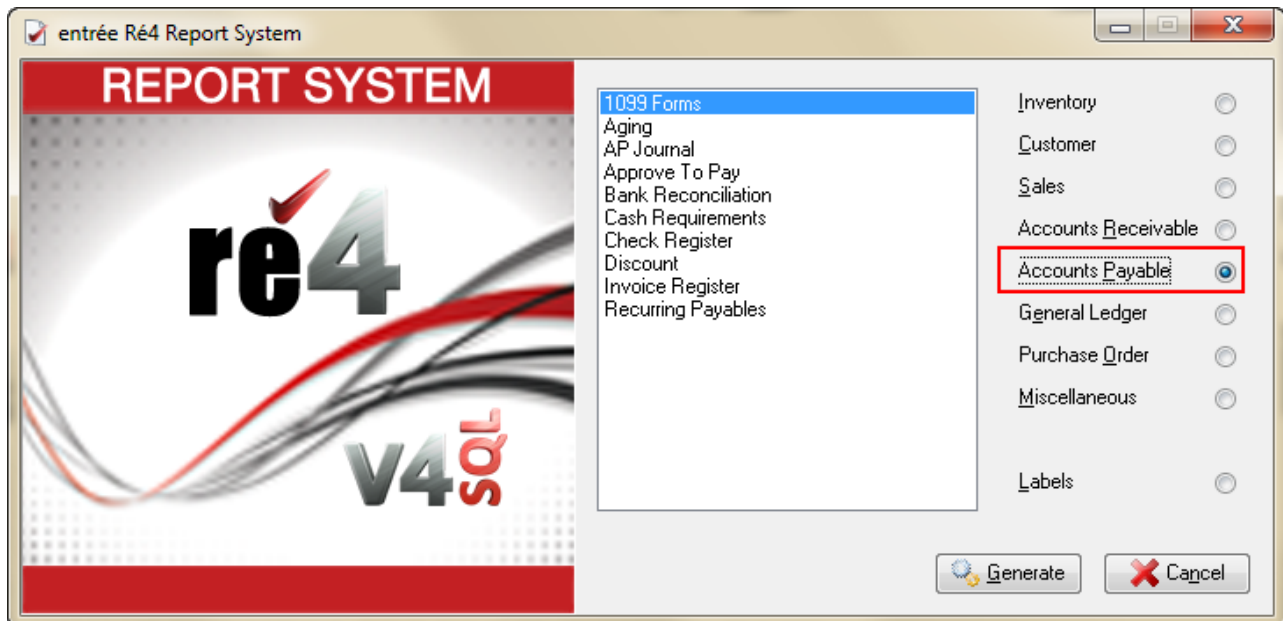 entrée Ré4 Report System
REPORT SYSTEM
ré4
V4 SQL
1099 Forms
Aging
AP Journal
Approve To Pay
Bank Reconciliation
Cash Requirements
Check Register
Discount
Invoice Register
Recurring Payables
Inventory
Customer
Sales
Accounts Receivable
Accounts Payable
General Ledger
Purchase Order
Miscellaneous
Labels
Generate
Cancel